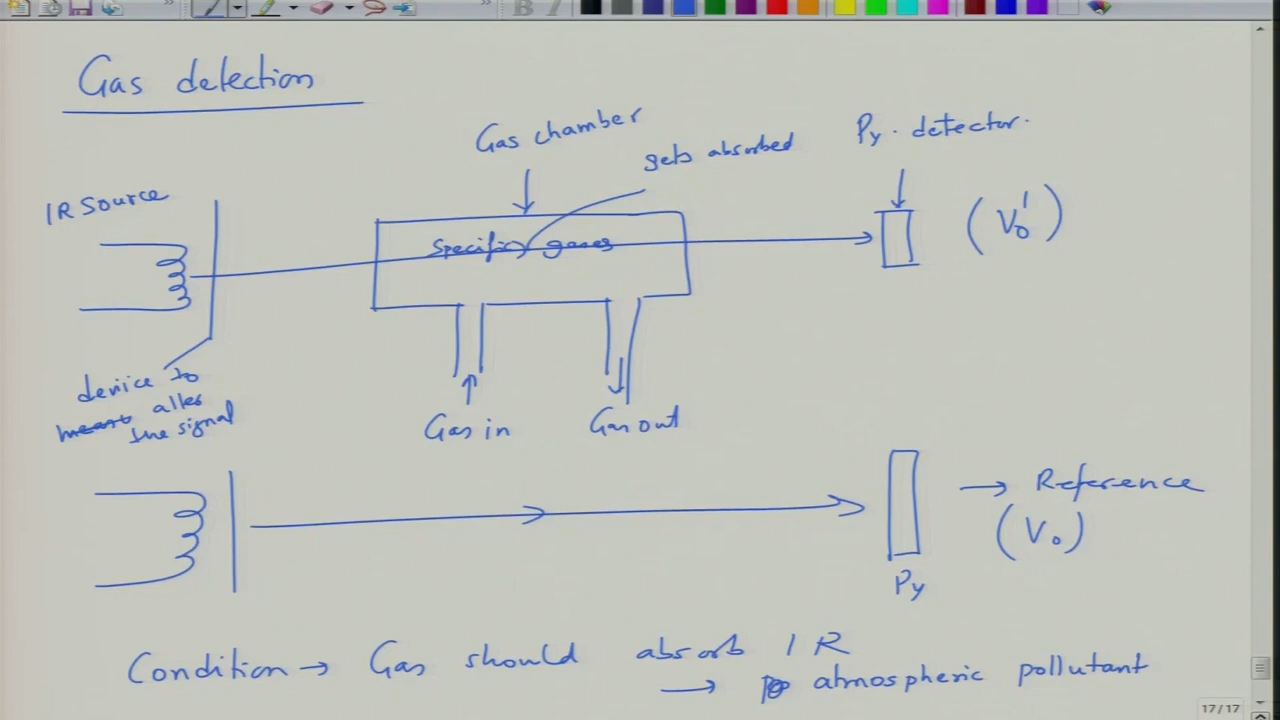 Gas detection
Gas chamber
gets absorbed
Py. detector.
IR Source
Specific gases
(V₀')
device to
alter
the signal
Gas in
Gas out
→ Reference
(V₀)
Py
Condition → Gas should absorb IR
→ atmospheric pollutant
17/17